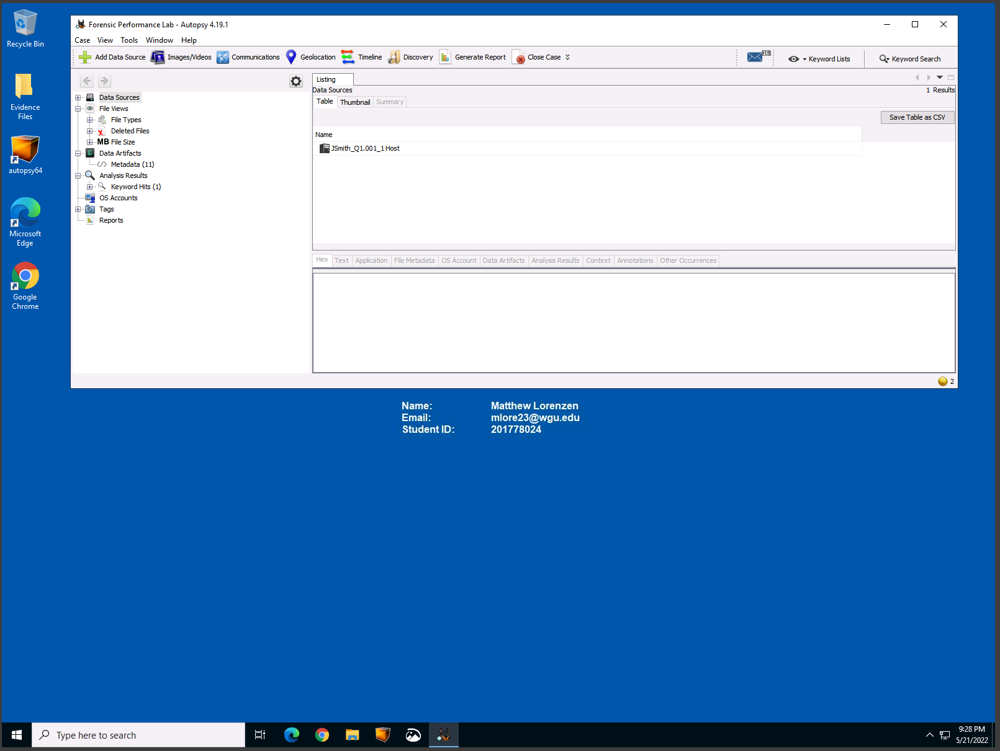 Recycle Bin
Evidence
Files
autopsy64
Microsoft
Edge
Google
Chrome
Forensic Performance Lab - Autopsy 4.19.1
Case View Tools Window Help
Add Data Source Images/Videos Communications Geolocation Timeline Discovery Generate Report Close Case 16 Keyword Lists Keyword Search
Data Sources
File Views
File Types
Deleted Files
MB File Size
Data Artifacts
Metadata (11)
Analysis Results
Keyword Hits (1)
OS Accounts
Tags
Reports
Listing
Data Sources 1 Results
Table Thumbnail Summary
Save Table as CSV
Name
JSmith_Q1.001_1 Host
Hex Text Application File Metadata OS Account Data Artifacts Analysis Results Context Annotations Other Occurrences
2
Name: Matthew Lorenzen
Email: mlore23@wgu.edu
Student ID: 201778024
Type here to search
9:28 PM
5/21/2022